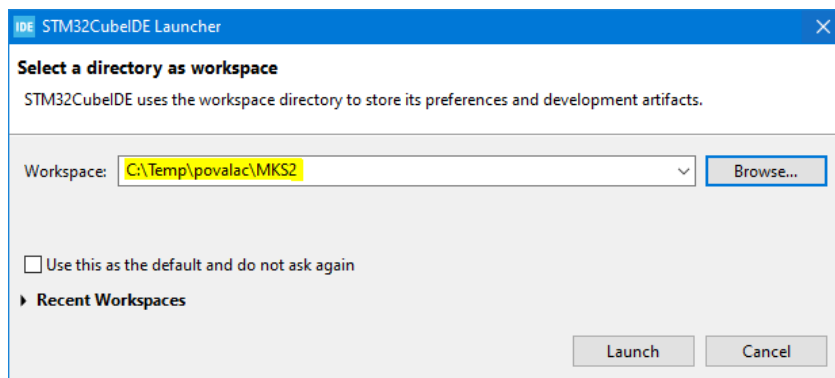 IDE STM32CubeIDE Launcher
Select a directory as workspace
STM32CubeIDE uses the workspace directory to store its preferences and development artifacts.
Workspace: C:\Temp\povalac\MKS2 Browse...
Use this as the default and do not ask again
Recent Workspaces
Launch Cancel